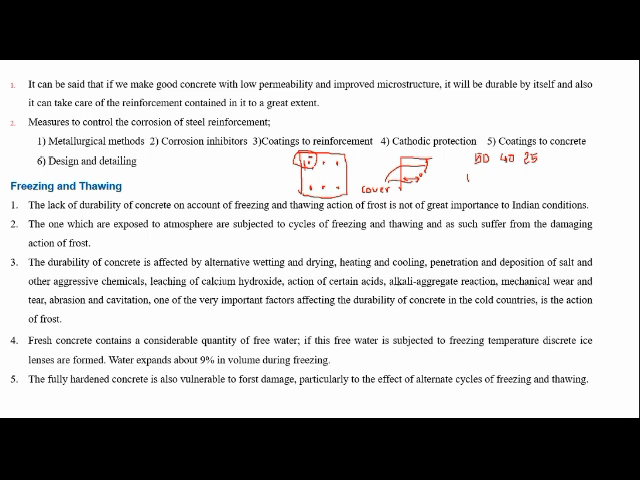 1. It can be said that if we make good concrete with low permeability and improved microstructure, it will be durable by itself and also
it can take care of the reinforcement contained in it to a great extent.
2. Measures to control the corrosion of steel reinforcement;
1) Metallurgical methods 2) Corrosion inhibitors 3)Coatings to reinforcement 4) Cathodic protection 5) Coatings to concrete
6) Design and detailing
50 40 25
cover
Freezing and Thawing
1. The lack of durability of concrete on account of freezing and thawing action of frost is not of great importance to Indian conditions.
2. The one which are exposed to atmosphere are subjected to cycles of freezing and thawing and as such suffer from the damaging
action of frost.
3. The durability of concrete is affected by alternative wetting and drying, heating and cooling, penetration and deposition of salt and
other aggressive chemicals, leaching of calcium hydroxide, action of certain acids, alkali-aggregate reaction, mechanical wear and
tear, abrasion and cavitation, one of the very important factors affecting the durability of concrete in the cold countries, is the action
of frost.
4. Fresh concrete contains a considerable quantity of free water; if this free water is subjected to freezing temperature discrete ice
lenses are formed. Water expands about 9% in volume during freezing.
5. The fully hardened concrete is also vulnerable to forst damage, particularly to the effect of alternate cycles of freezing and thawing.